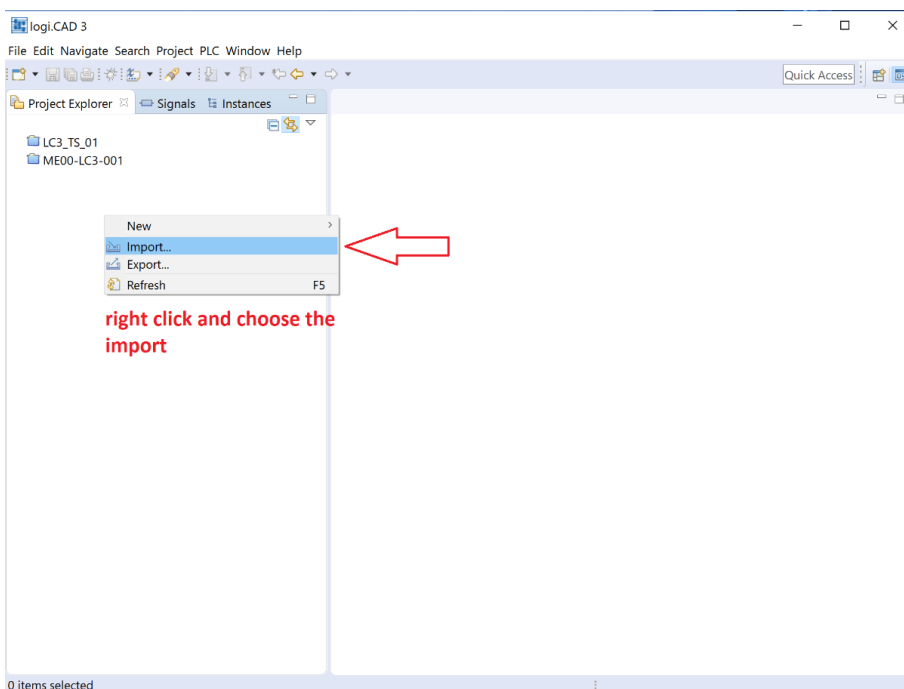 logi.CAD 3
File Edit Navigate Search Project PLC Window Help
Quick Access
Project Explorer Signals Instances
LC3_TS_01
ME00-LC3-001
New
Import...
Export...
Refresh F5
right click and choose the
import
0 items selected